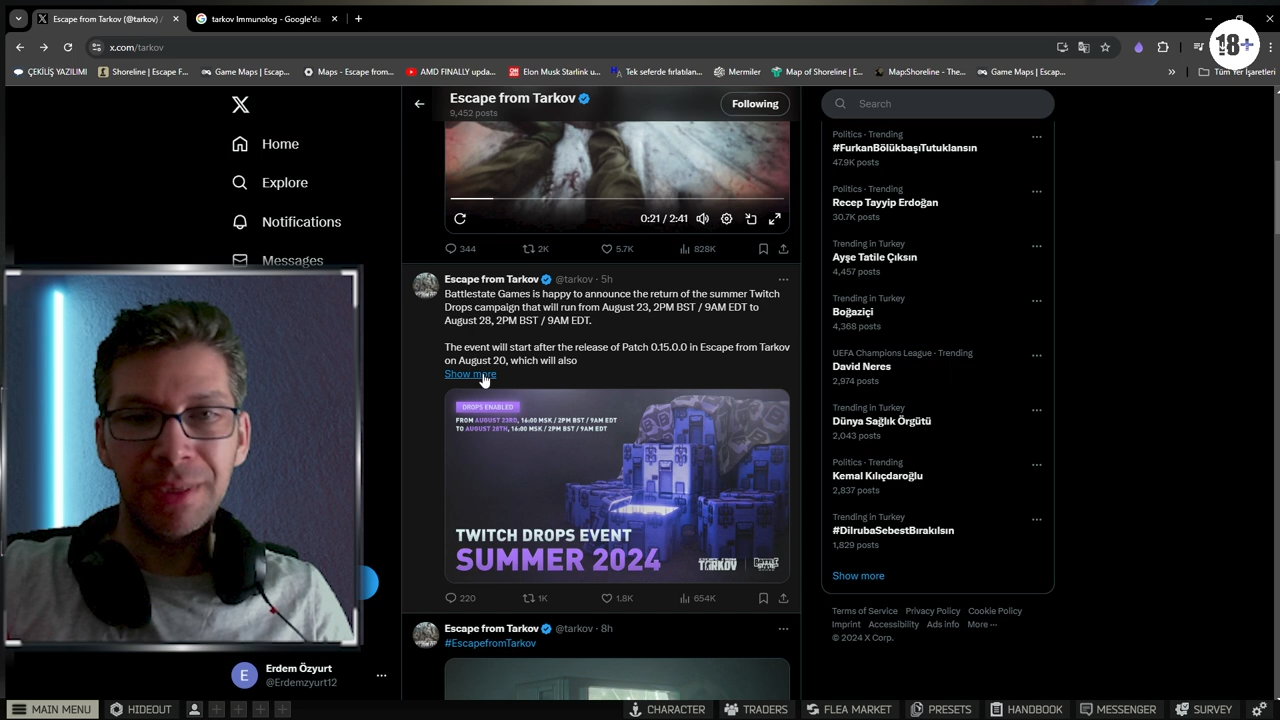 Escape from Tarkov (@tarkov) /
tarkov Immunolog - Google'da
18+
x.com/tarkov
ÇEKİLİŞ YAZILIMI
Shoreline | Escape F...
Game Maps | Escap...
Maps - Escape from...
AMD FINALLY upda...
Elon Musk Starlink u...
Tek seferde fırlatılan...
Mermiler
Map of Shoreline | E...
MapShoreline - The...
Game Maps | Escap...
Tüm Yer İşaretleri
Home
Explore
Notifications
Messages
Erdem Özyurt
@Erdemzyurt12
Escape from Tarkov
9,452 posts
Following
0:21 / 2:41
344
2K
5.7K
828K
Escape from Tarkov @tarkov · 5h
Battlestate Games is happy to announce the return of the summer Twitch
Drops campaign that will run from August 23, 2PM BST / 9AM EDT to
August 28, 2PM BST / 9AM EDT.
The event will start after the release of Patch 0.15.0.0 in Escape from Tarkov
on August 20, which will also
Show more
DROPS ENABLED
FROM AUGUST 23RD, 16:00 MSK / 2PM BST / 9AM EDT
TO AUGUST 28TH, 16:00 MSK / 2PM BST / 9AM EDT
TWITCH DROPS EVENT
SUMMER 2024
ESCAPE FROM TARKOV
220
1K
1.8K
654K
Escape from Tarkov @tarkov · 8h
#EscapefromTarkov
Search
Politics · Trending
#FurkanBölükbaşıTutuklansın
47.9K posts
Politics · Trending
Recep Tayyip Erdoğan
30.7K posts
Trending in Turkey
Ayşe Tatile Çıksın
4,457 posts
Trending in Turkey
Boğaziçi
4,368 posts
UEFA Champions League · Trending
David Neres
2,974 posts
Trending in Turkey
Dünya Sağlık Örgütü
2,043 posts
Politics · Trending
Kemal Kılıçdaroğlu
2,837 posts
Trending in Turkey
#DilrubaSebestBırakılsın
1,829 posts
Show more
Terms of Service Privacy Policy Cookie Policy
Imprint Accessibility Ads info More ···
© 2024 X Corp.
MAIN MENU
HIDEOUT
CHARACTER
TRADERS
FLEA MARKET
PRESETS
HANDBOOK
MESSENGER
SURVEY